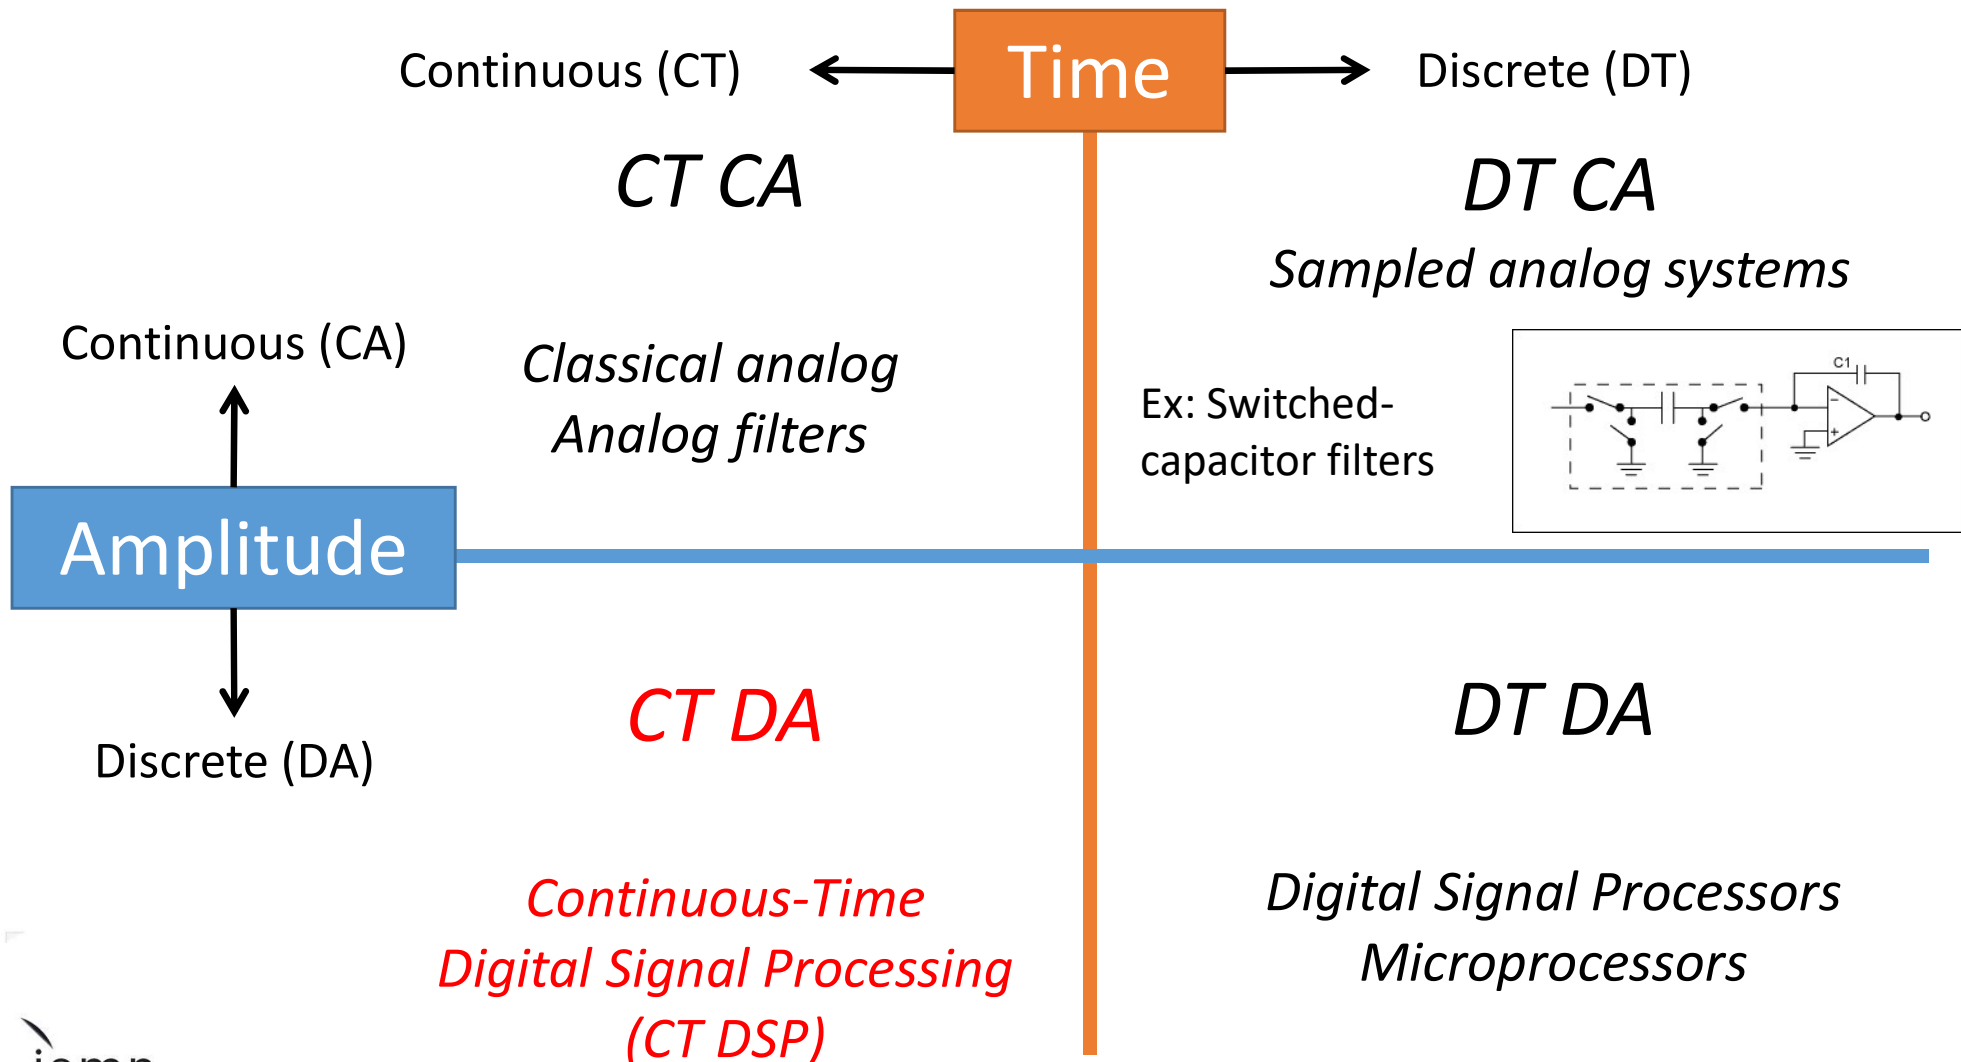 Time
Continuous (CT)
Discrete (DT)
CT CA
DT CA
Sampled analog systems
Continuous (CA)
Classical analog
Analog filters
Ex: Switched-
capacitor filters
C1
Amplitude
CT DA
DT DA
Discrete (DA)
Continuous-Time
Digital Signal Processing
(CT DSP)
Digital Signal Processors
Microprocessors